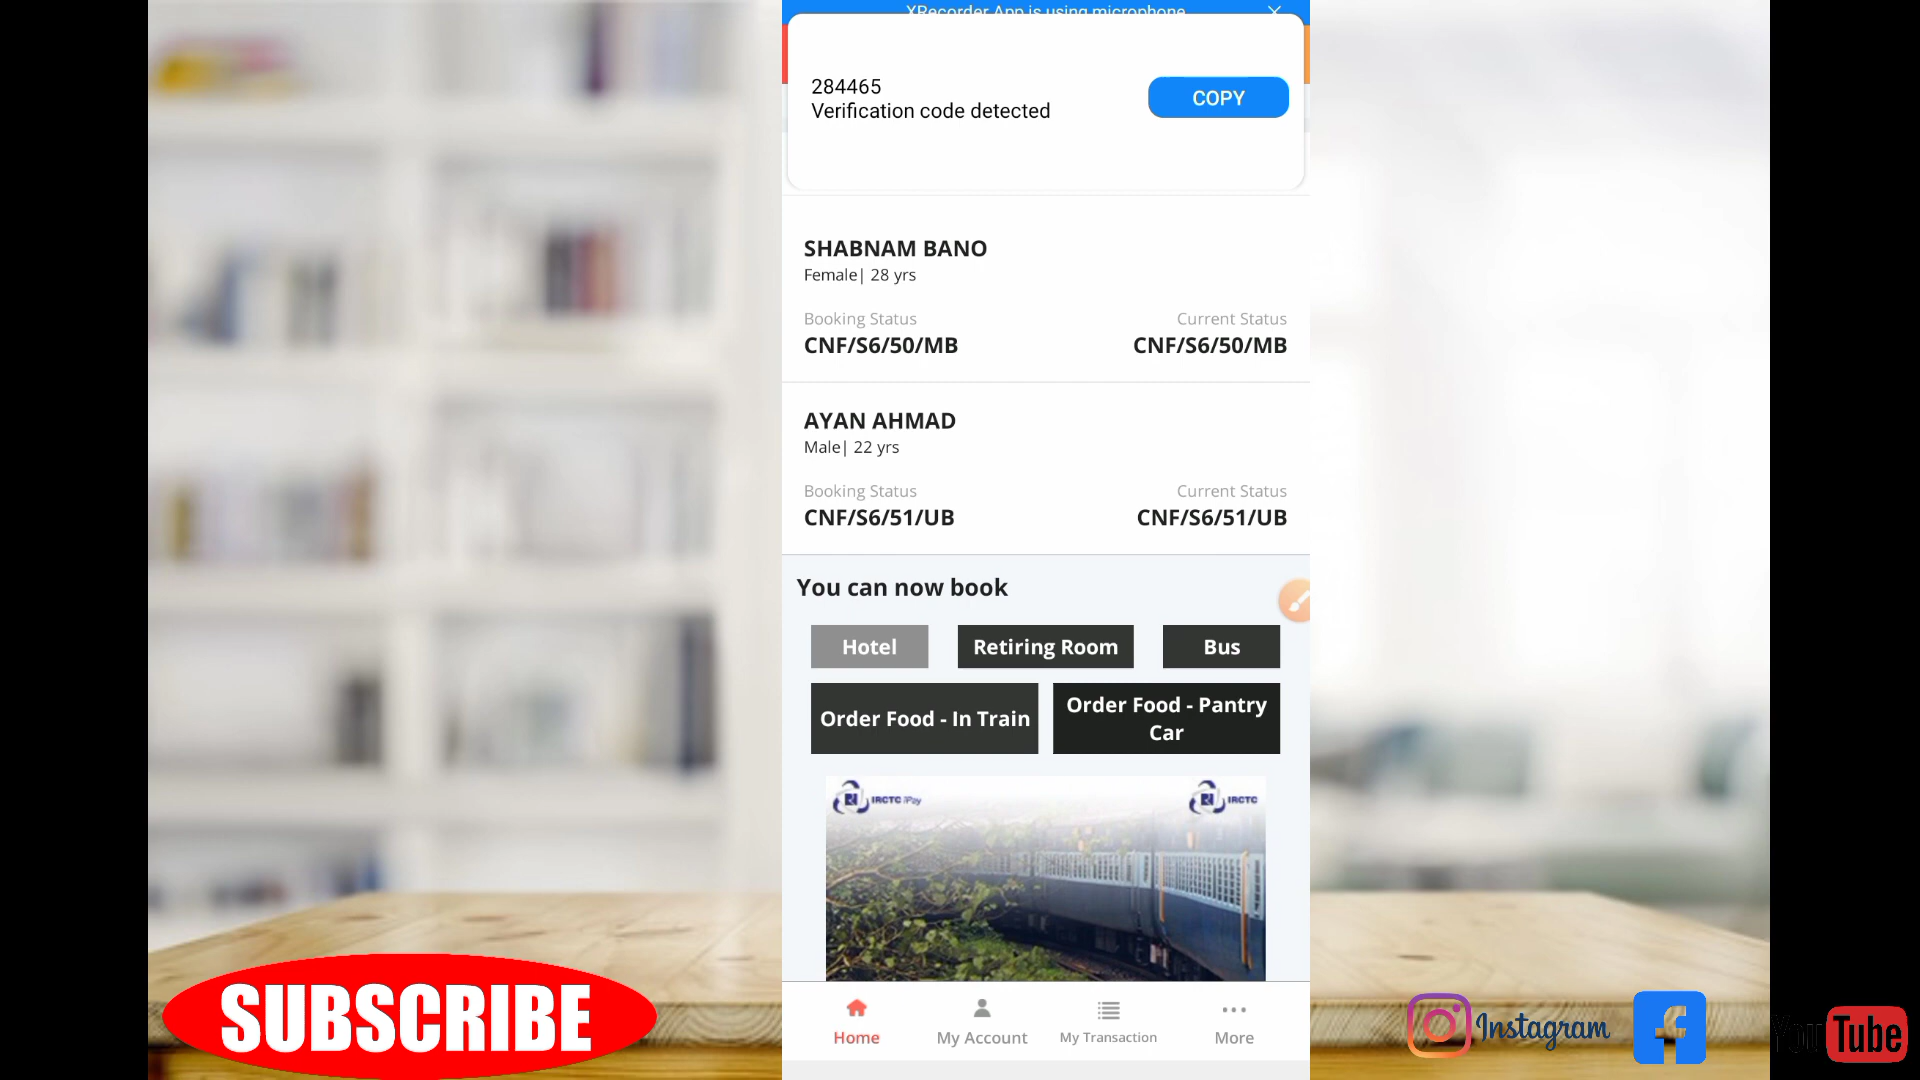 XRecorder App is using microphone
284465
Verification code detected
COPY
SHABNAM BANO
Female| 28 yrs
Booking Status
Current Status
CNF/S6/50/MB
CNF/S6/50/MB
AYAN AHMAD
Male| 22 yrs
Booking Status
Current Status
CNF/S6/51/UB
CNF/S6/51/UB
You can now book
Hotel
Retiring Room
Bus
Order Food - In Train
Order Food - Pantry
Car
IRCTC iPay
IRCTC
Home
My Account
My Transaction
More
SUBSCRIBE
Instagram
YouTube